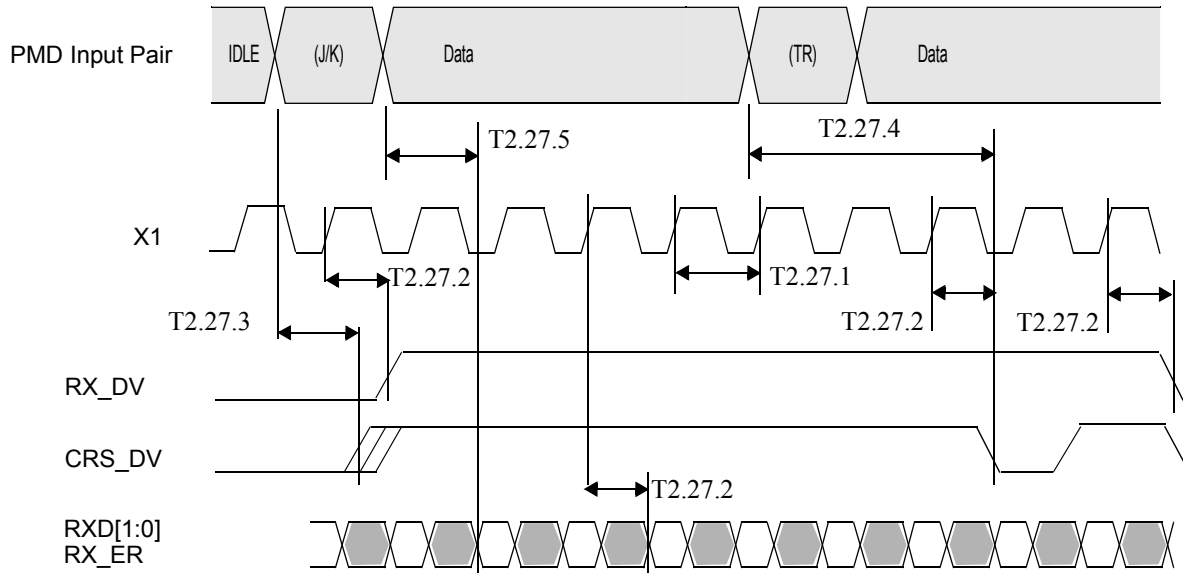 PMD Input Pair
IDLE (J/K) Data (TR) Data
T2.27.5
T2.27.4
X1
T2.27.2
T2.27.1
T2.27.3
T2.27.2
T2.27.2
RX_DV
CRS_DV
T2.27.2
RXD[1:0]
RX_ER